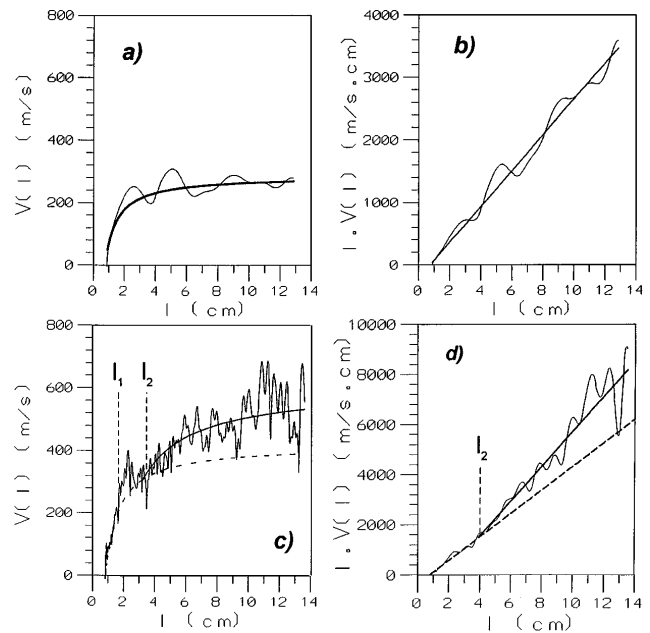 a)
V(l) (m/s)
800
600
400
200
0
0 2 4 6 8 10 12 14
l (cm)
b)
l.V(l) (m/s.cm)
4000
3000
2000
1000
0
0 2 4 6 8 10 12 14
l (cm)
c)
l₁ l₂
V(l) (m/s)
800
600
400
200
0
0 2 4 6 8 10 12 14
l (cm)
d)
l₂
l.V(l) (m/s.cm)
10000
8000
6000
4000
2000
0
0 2 4 6 8 10 12 14
l (cm)